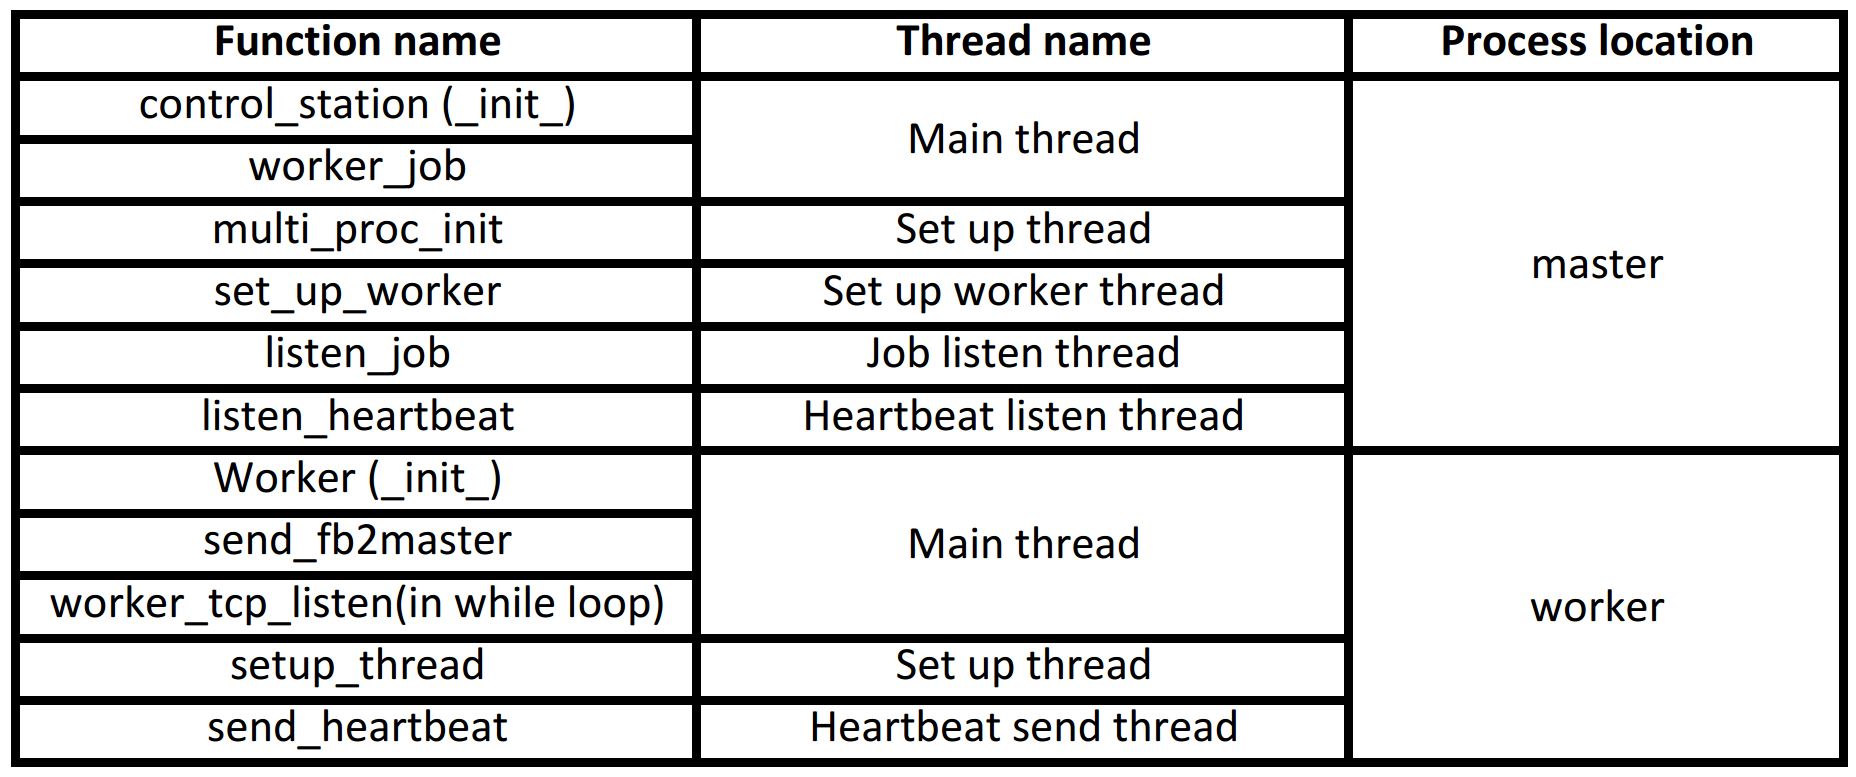 Function name Thread name Process location
control_station (_init_)
Main thread
worker_job
multi_proc_init Set up thread
master
set_up_worker Set up worker thread
listen_job Job listen thread
listen_heartbeat Heartbeat listen thread
Worker (_init_)
send_fb2master Main thread
worker_tcp_listen(in while loop)
worker
setup_thread Set up thread
send_heartbeat Heartbeat send thread